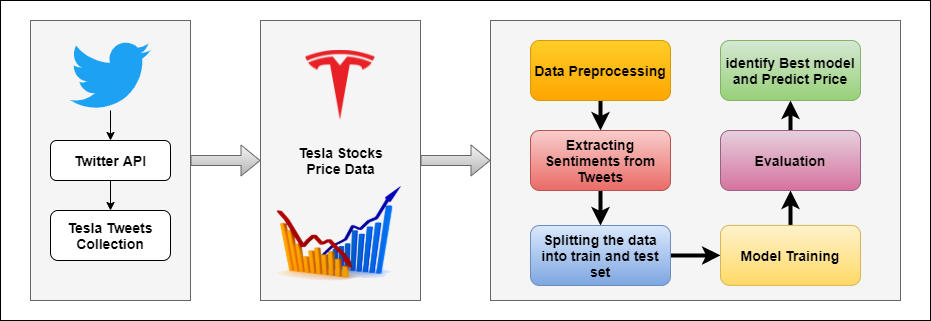 Twitter API
Tesla Tweets
Collection
Tesla Stocks
Price Data
Data Preprocessing
Extracting
Sentiments from
Tweets
Splitting the data
into train and test
set
Model Training
Evaluation
identify Best model
and Predict Price